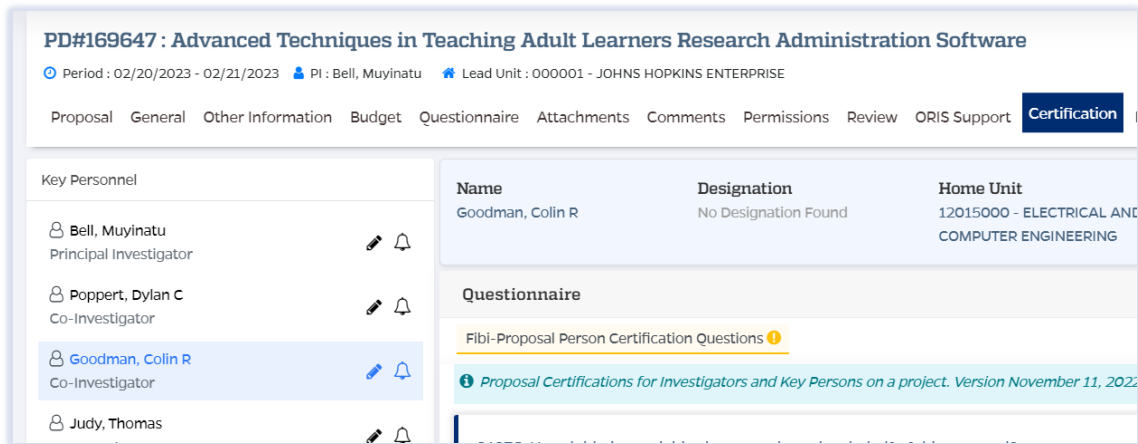 PD#169647 : Advanced Techniques in Teaching Adult Learners Research Administration Software
Period : 02/20/2023 - 02/21/2023 PI : Bell, Muyinatu Lead Unit : 000001 - JOHNS HOPKINS ENTERPRISE
Proposal General Other Information Budget Questionnaire Attachments Comments Permissions Review ORIS Support Certification
Key Personnel
Bell, Muyinatu
Principal Investigator
Poppert, Dylan C
Co-Investigator
Goodman, Colin R
Co-Investigator
Judy, Thomas
Name Designation Home Unit
Goodman, Colin R No Designation Found 12015000 - ELECTRICAL AND
COMPUTER ENGINEERING
Questionnaire
Fibi-Proposal Person Certification Questions
Proposal Certifications for Investigators and Key Persons on a project. Version November 11, 2022